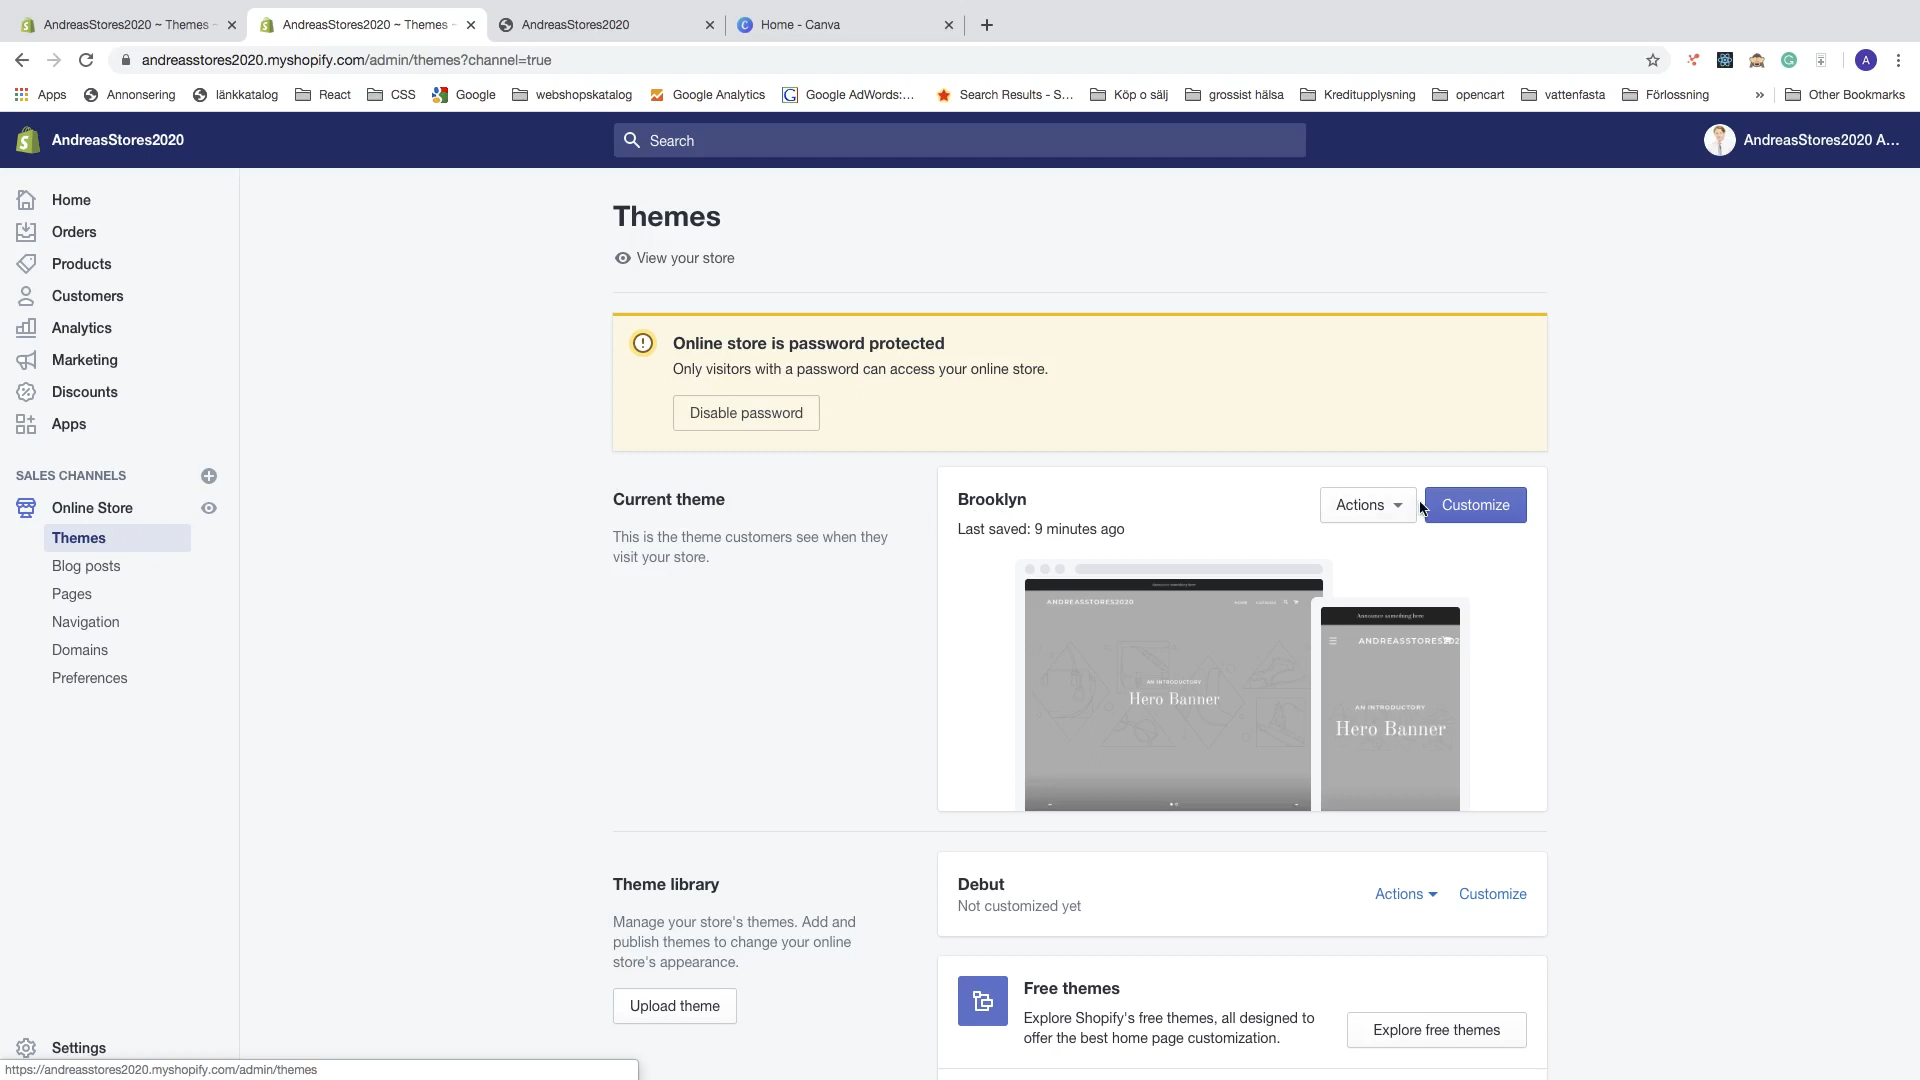 AndreasStores2020 ~ Themes ~
AndreasStores2020 ~ Themes ~
AndreasStores2020
Home - Canva
andreasstores2020.myshopify.com/admin/themes?channel=true
Apps
Annonsering
länkkatalog
React
CSS
Google
webshopskatalog
Google Analytics
Google AdWords:...
Search Results - S...
Köp o sälj
grossist hälsa
Kreditupplysning
opencart
vattenfasta
Förlossning
»
Other Bookmarks
A
AndreasStores2020
Search
AndreasStores2020 A...
Home
Orders
Products
Customers
Analytics
Marketing
Discounts
Apps
SALES CHANNELS
Online Store
Themes
Blog posts
Pages
Navigation
Domains
Preferences
Settings
Themes
View your store
Online store is password protected
Only visitors with a password can access your online store.
Disable password
Current theme
This is the theme customers see when they
visit your store.
Brooklyn
Last saved: 9 minutes ago
Actions
Customize
Announce something here
ANDREASSTORES2020
HOME
CATALOG
AN INTRODUCTORY
Hero Banner
Announce something here
ANDREASSTORES202
AN INTRODUCTORY
Hero Banner
Theme library
Manage your store's themes. Add and
publish themes to change your online
store's appearance.
Upload theme
Debut
Not customized yet
Actions
Customize
Free themes
Explore Shopify's free themes, all designed to
offer the best home page customization.
Explore free themes
https://andreasstores2020.myshopify.com/admin/themes